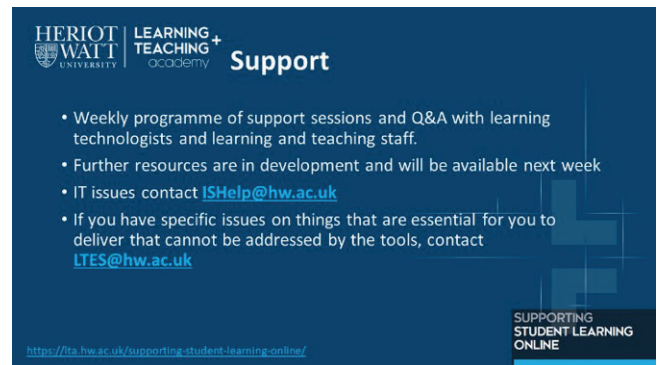 HERIOT
WATT
UNIVERSITY
LEARNING +
TEACHING
academy
Support
• Weekly programme of support sessions and Q&A with learning
technologists and learning and teaching staff.
• Further resources are in development and will be available next week
• IT issues contact ISHelp@hw.ac.uk
• If you have specific issues on things that are essential for you to
deliver that cannot be addressed by the tools, contact
LTES@hw.ac.uk
https://lta.hw.ac.uk/supporting-student-learning-online/
SUPPORTING
STUDENT LEARNING
ONLINE